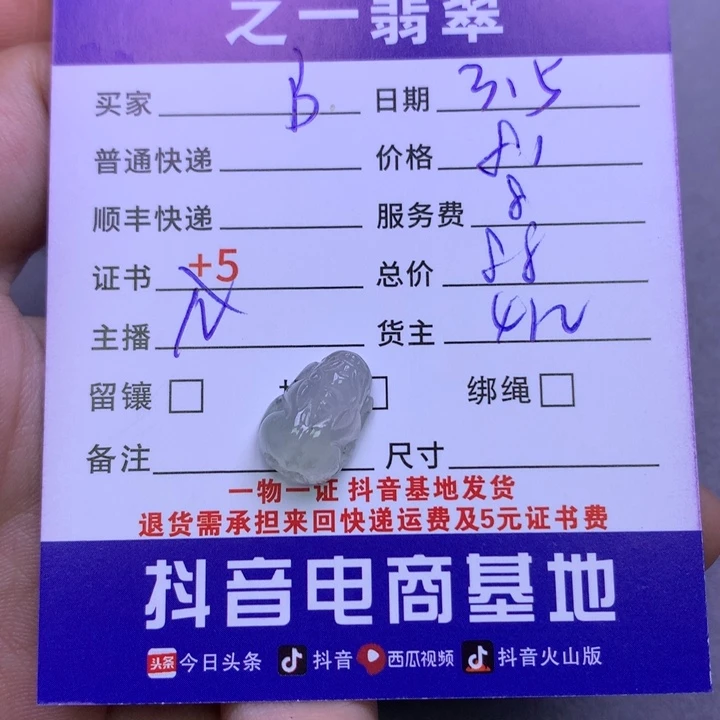 之一翡翠
买家 B 日期 3.5
普通快递 价格 81
顺丰快递 服务费 8
证书 +5 总价 88
主播 货主
留镶 绑绳
备注 尺寸
一物一证 抖音基地发货
退货需承担来回快递运费及5元证书费
抖音电商基地
头条 今日头条 抖音 西瓜视频 抖音火山版